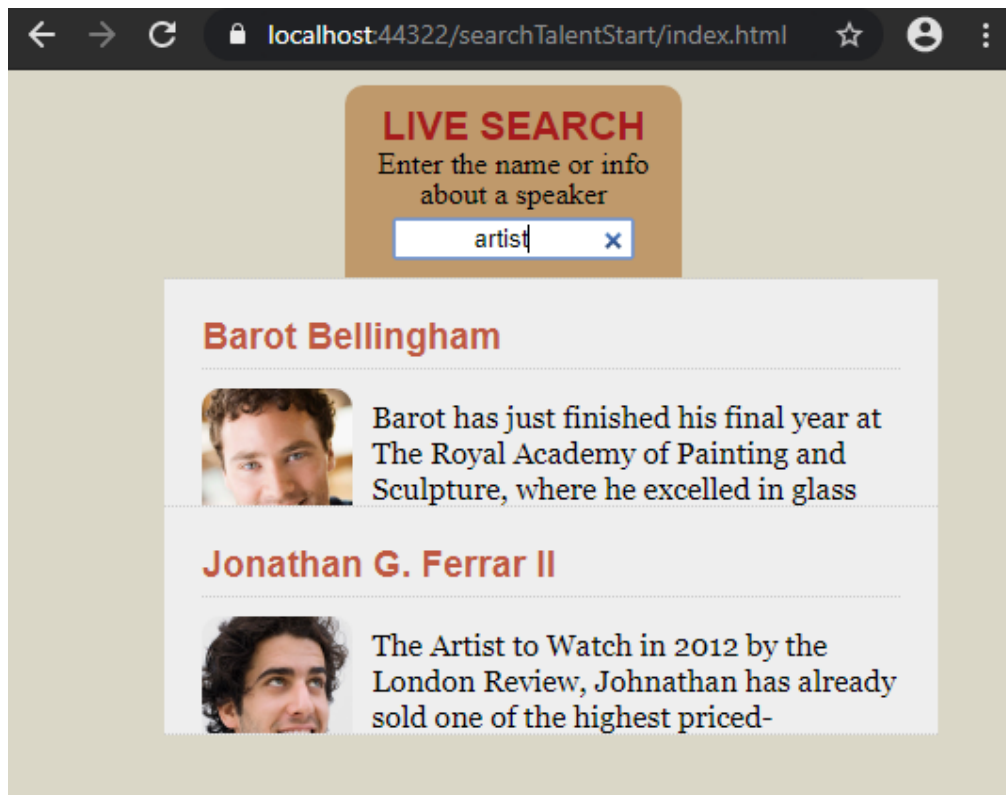 localhost:44322/searchTalentStart/index.html
LIVE SEARCH
Enter the name or info
about a speaker
artist
Barot Bellingham
Barot has just finished his final year at
The Royal Academy of Painting and
Sculpture, where he excelled in glass
Jonathan G. Ferrar II
The Artist to Watch in 2012 by the
London Review, Johnathan has already
sold one of the highest priced-